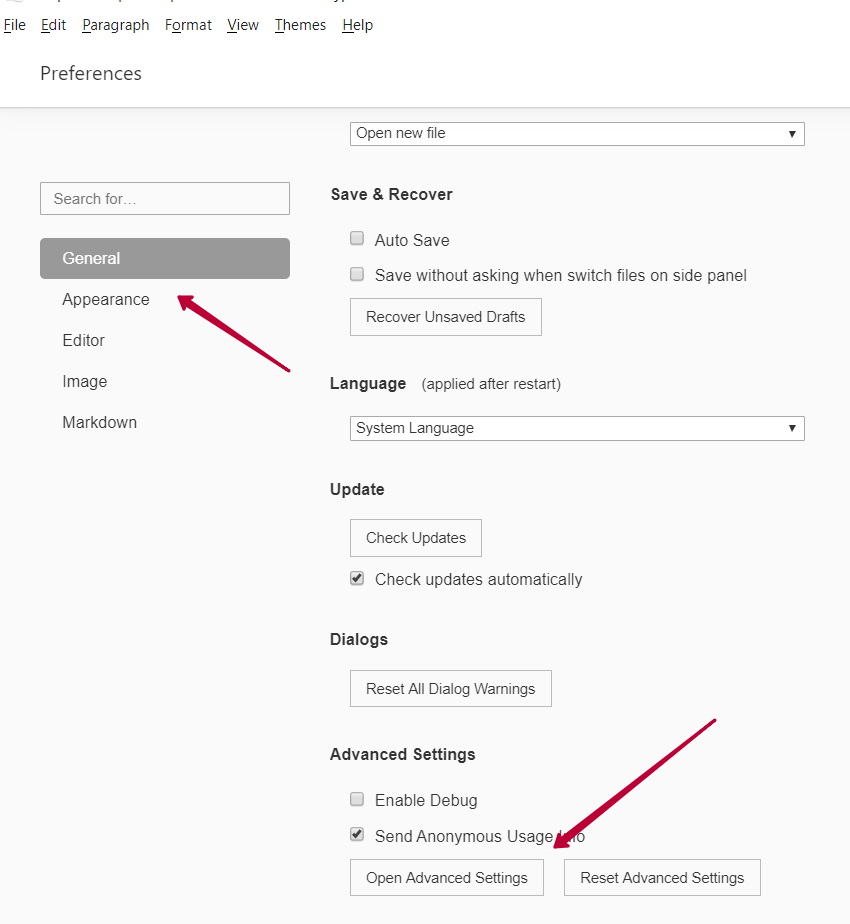 File Edit Paragraph Format View Themes Help
Preferences
Open new file
Search for...
General
Appearance
Editor
Image
Markdown
Save & Recover
Auto Save
Save without asking when switch files on side panel
Recover Unsaved Drafts
Language (applied after restart)
System Language
Update
Check Updates
Check updates automatically
Dialogs
Reset All Dialog Warnings
Advanced Settings
Enable Debug
Send Anonymous Usage Info
Open Advanced Settings Reset Advanced Settings